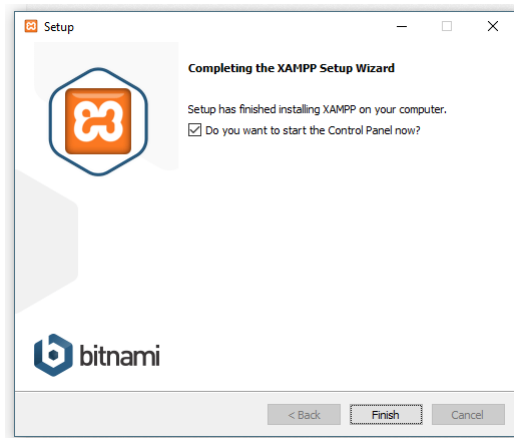 Setup
Completing the XAMPP Setup Wizard
Setup has finished installing XAMPP on your computer.
Do you want to start the Control Panel now?
bitnami
< Back
Finish
Cancel